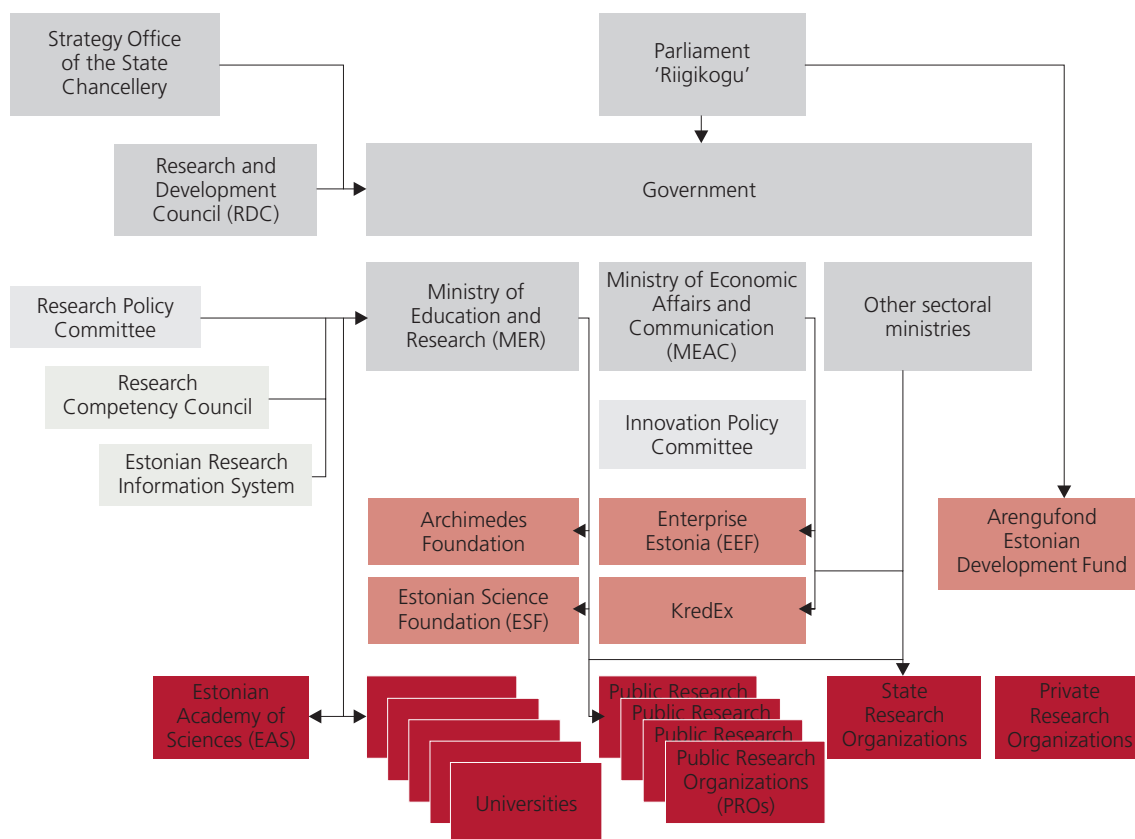 Strategy Office
of the State
Chancellery
Parliament
'Riigikogu'
Research and
Development
Council (RDC)
Government
Research Policy
Committee
Ministry of
Education and
Research (MER)
Ministry of Economic
Affairs and
Communication
(MEAC)
Other sectoral
ministries
Research
Competency Council
Innovation Policy
Committee
Estonian Research
Information System
Archimedes
Foundation
Enterprise
Estonia (EEF)
Arengufond
Estonian
Development Fund
Estonian Science
Foundation (ESF)
KredEx
Estonian
Academy of
Sciences (EAS)
Universities
Public Research
Public Research
Public Research
Public Research
Organizations
(PROs)
State
Research
Organizations
Private
Research
Organizations